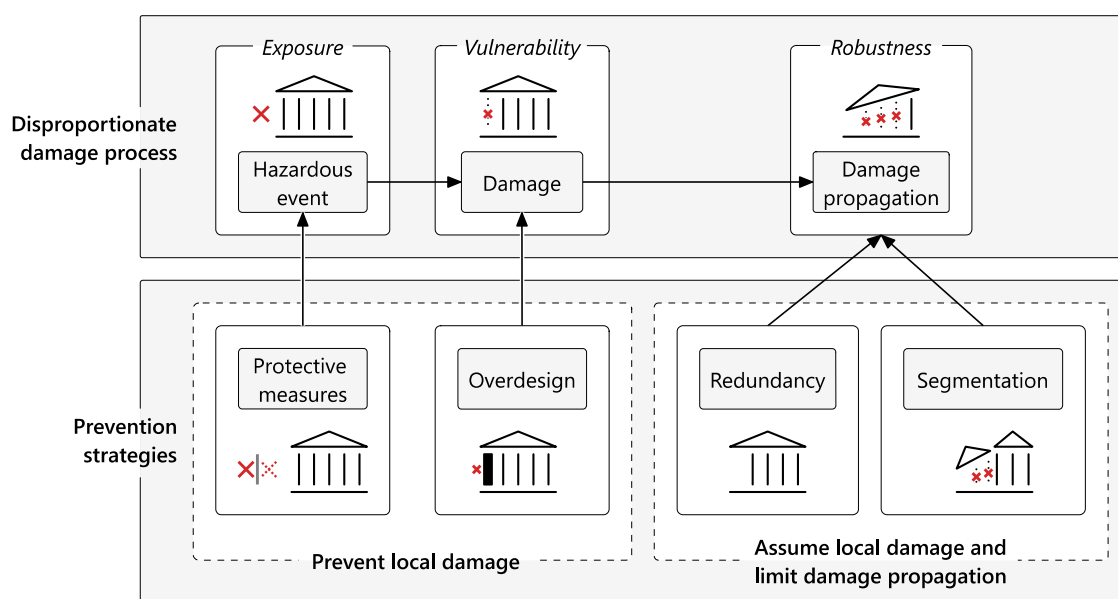 Disproportionate
damage process
Exposure
Vulnerability
Robustness
Hazardous
event
Damage
Damage
propagation
Prevention
strategies
Protective
measures
Overdesign
Redundancy
Segmentation
Prevent local damage
Assume local damage and
limit damage propagation